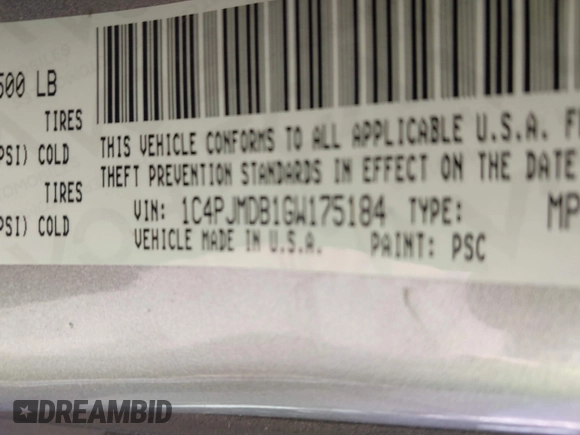 500 LB
TIRES
PSI) COLD
TIRES
PSI) COLD
THIS VEHICLE CONFORMS TO ALL APPLICABLE U.S.A. F
THEFT PREVENTION STANDARDS IN EFFECT ON THE DATE
VIN: 1C4PJMDB1GW175184 TYPE: MP
VEHICLE MADE IN U.S.A. PAINT: PSC
DREAMBID